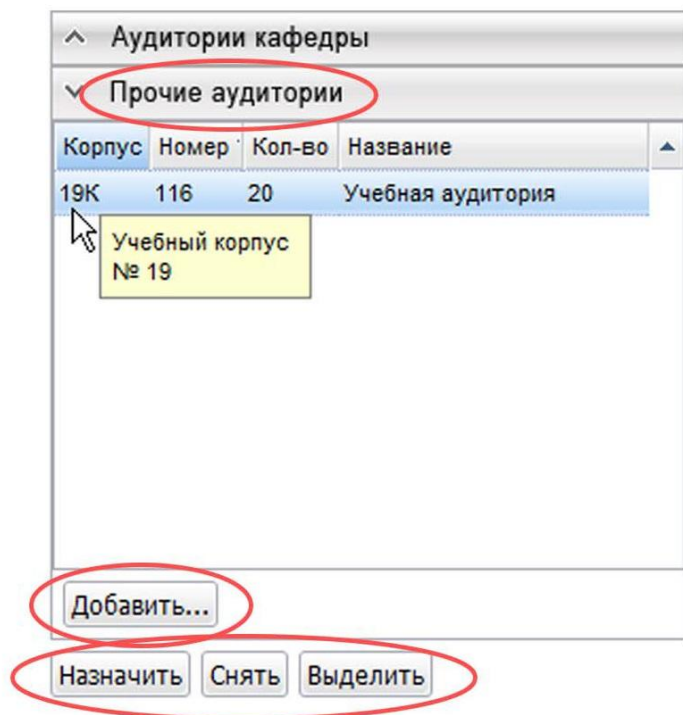 Аудитории кафедры
Прочие аудитории
Корпус Номер Кол-во Название
19К 116 20 Учебная аудитория
Учебный корпус
№ 19
Добавить...
Назначить Снять Выделить